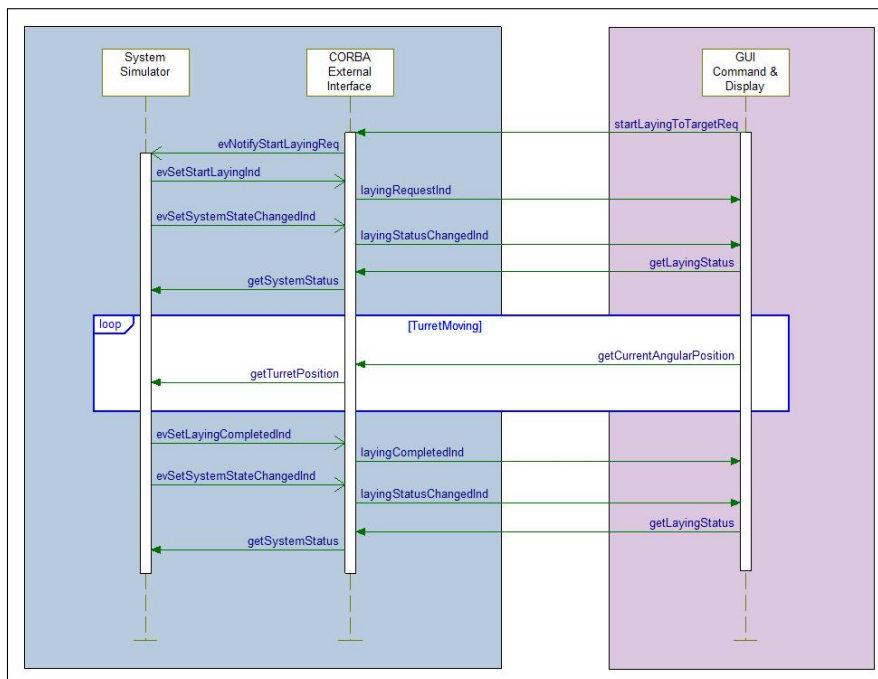 System
Simulator
CORBA
External
Interface
GUI
Command &
Display
startLayingToTargetReq
evNotifyStartLayingReq
evSetStartLayingInd
layingRequestInd
evSetSystemStateChangedInd
layingStatusChangedInd
getLayingStatus
getSystemStatus
loop
[TurretMoving]
getCurrentAngularPosition
getTurretPosition
evSetLayingCompletedInd
layingCompletedInd
evSetSystemStateChangedInd
layingStatusChangedInd
getLayingStatus
getSystemStatus